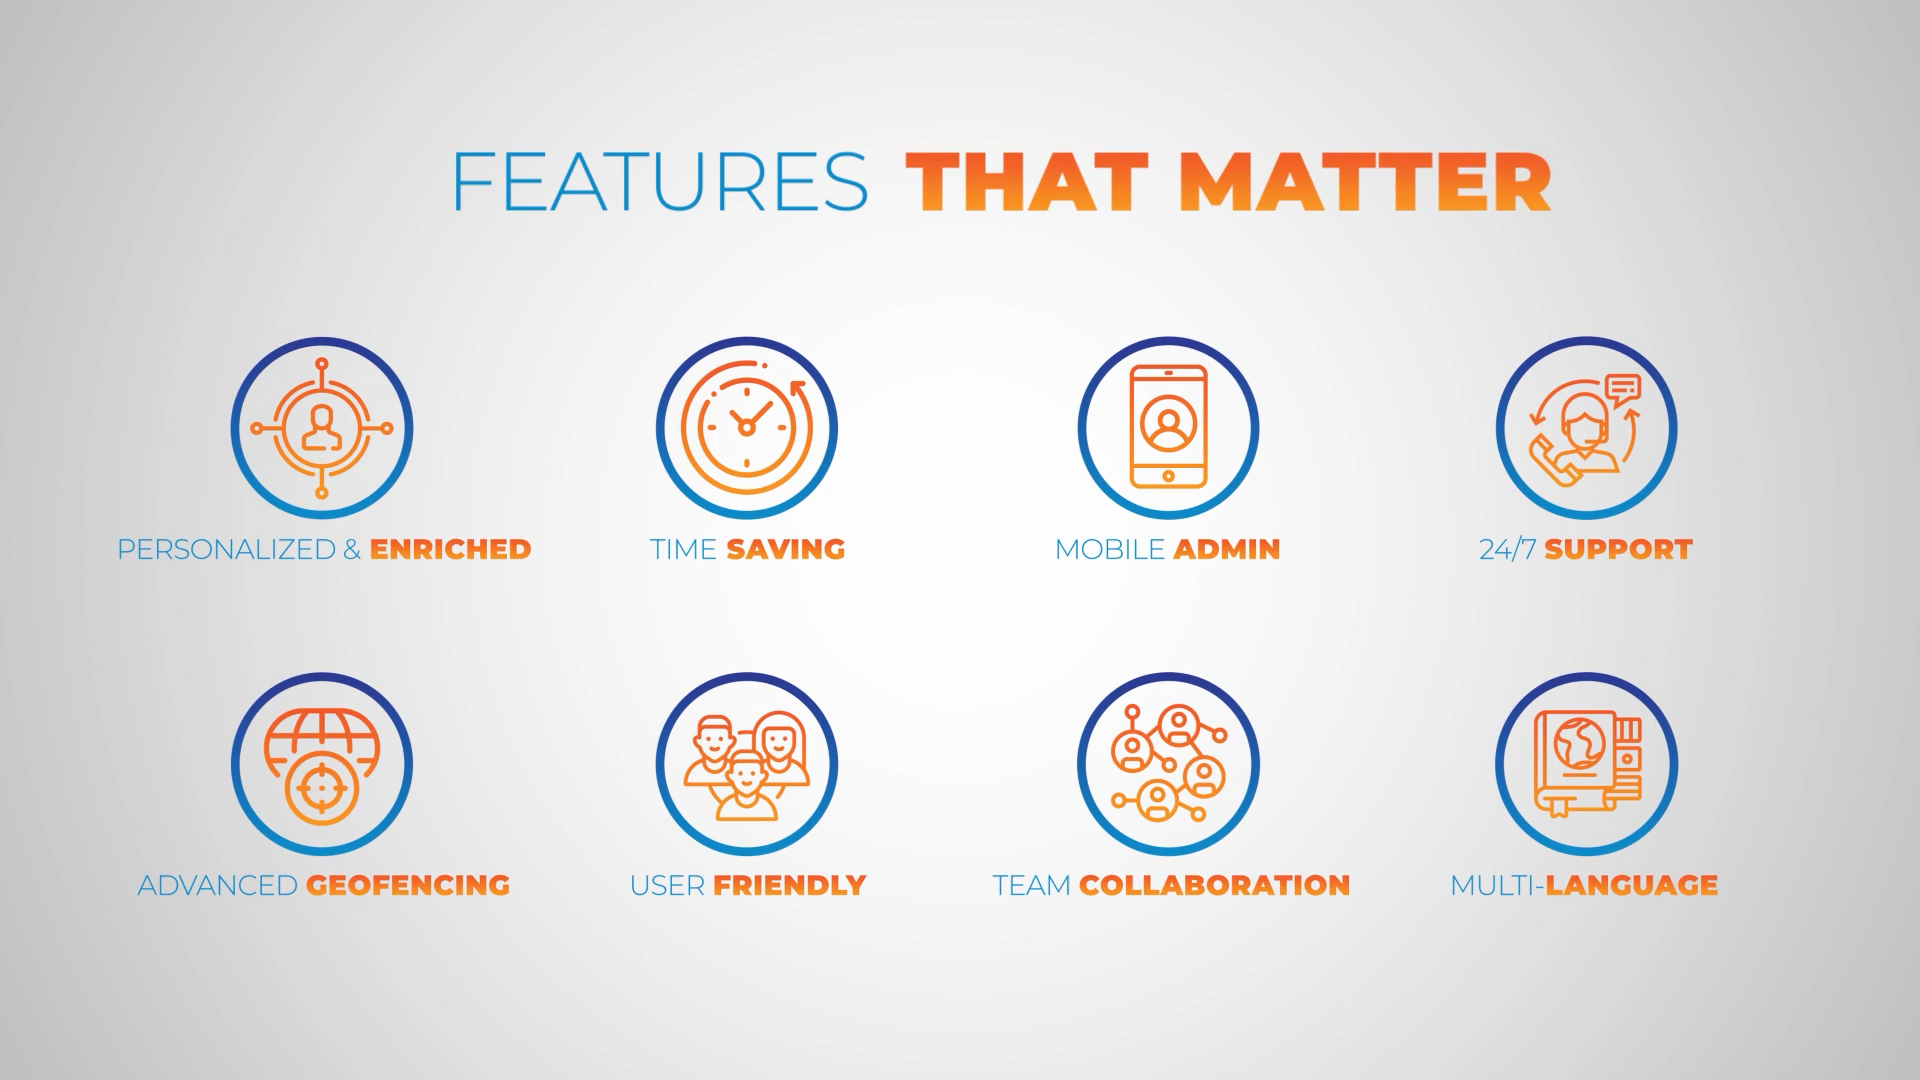 FEATURES THAT MATTER
PERSONALIZED & ENRICHED
TIME SAVING
MOBILE ADMIN
24/7 SUPPORT
ADVANCED GEOFENCING
USER FRIENDLY
TEAM COLLABORATION
MULTI-LANGUAGE